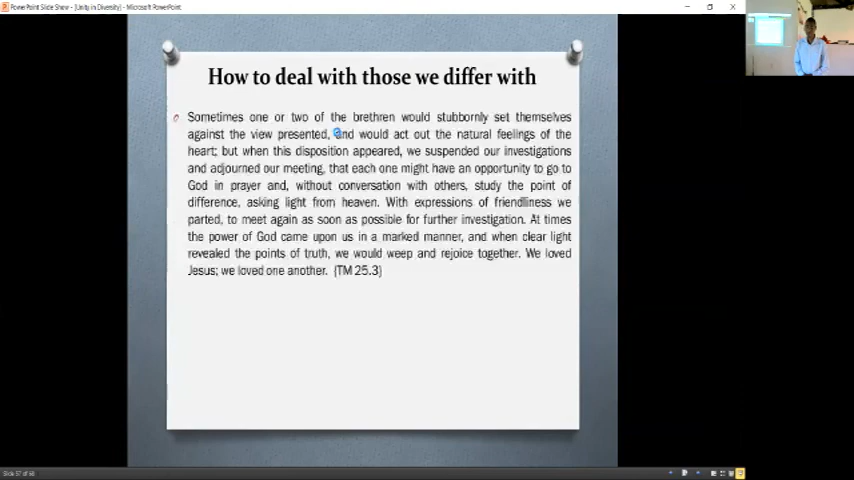 PowerPoint Slide Show - [Unity in Diversity] - Microsoft PowerPoint
How to deal with those we differ with
Sometimes one or two of the brethren would stubbornly set themselves
against the view presented, and would act out the natural feelings of the
heart; but when this disposition appeared, we suspended our investigations
and adjourned our meeting, that each one might have an opportunity to go to
God in prayer and, without conversation with others, study the point of
difference, asking light from heaven. With expressions of friendliness we
parted, to meet again as soon as possible for further investigation. At times
the power of God came upon us in a marked manner, and when clear light
revealed the points of truth, we would weep and rejoice together. We loved
Jesus; we loved one another. {TM 25.3}
Slide 57 of 58